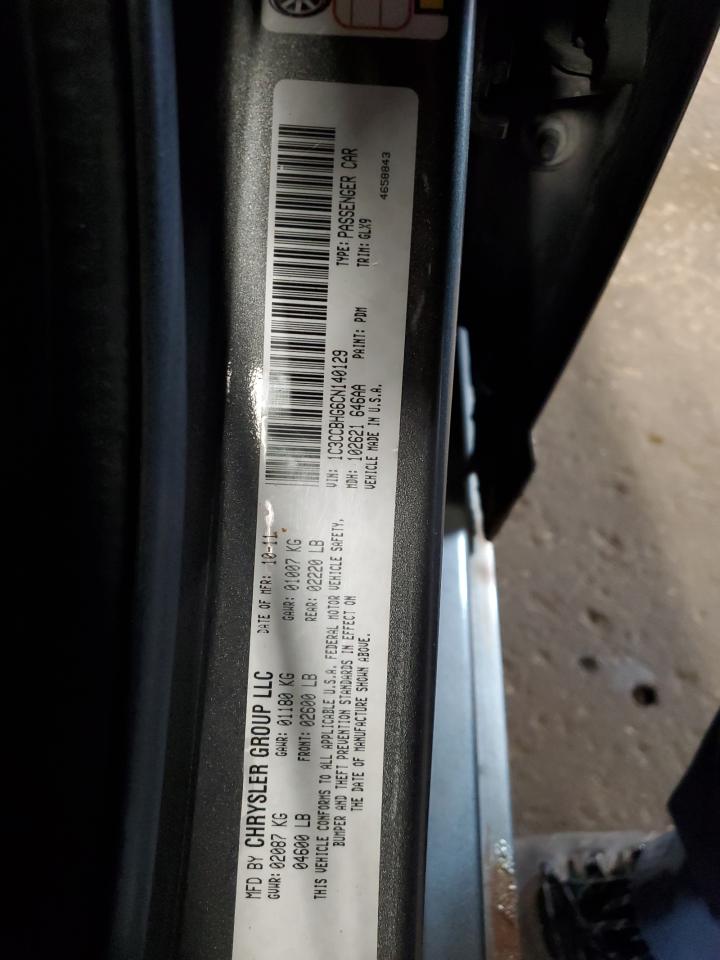 MFD BY CHRYSLER GROUP LLC
DATE OF MFR: 10-11
GVWR: 02087 KG
GAWR: 01180 KG
GAWR: 01007 KG
04600 LB
FRONT: 02600 LB
REAR: 02220 LB
THIS VEHICLE CONFORMS TO ALL APPLICABLE U.S.A. FEDERAL MOTOR VEHICLE SAFETY,
BUMPER AND THEFT PREVENTION STANDARDS IN EFFECT ON
THE DATE OF MANUFACTURE SHOWN ABOVE.
VIN: 1C3CCBHG6CN140129
TYPE: PASSENGER CAR
MDH: 102621 646AA
PAINT: PDM
TRIM: GLX9
VEHICLE MADE IN U.S.A.
4658843